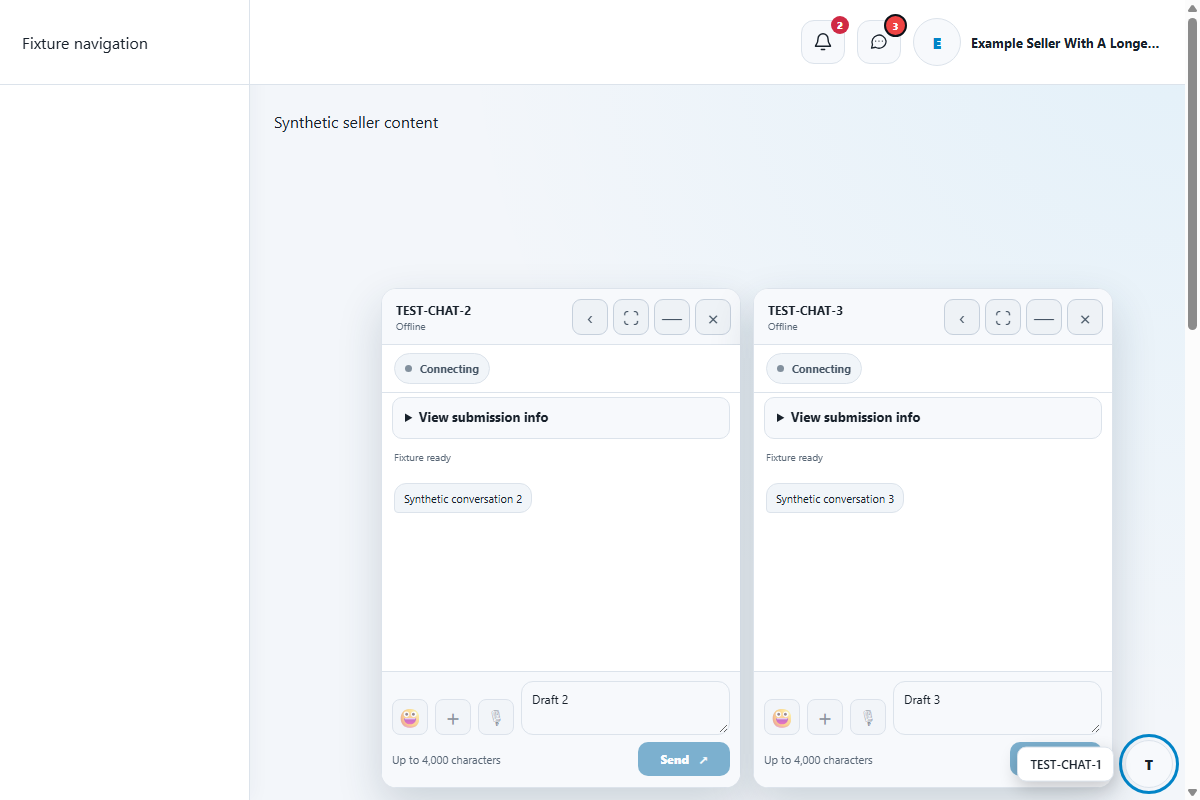 Fixture navigation
2
3
E
Example Seller With A Longe...
Synthetic seller content
TEST-CHAT-2
Offline
Connecting
View submission info
Fixture ready
Synthetic conversation 2
Draft 2
Up to 4,000 characters
Send
TEST-CHAT-3
Offline
Connecting
View submission info
Fixture ready
Synthetic conversation 3
Draft 3
Up to 4,000 characters
TEST-CHAT-1
T